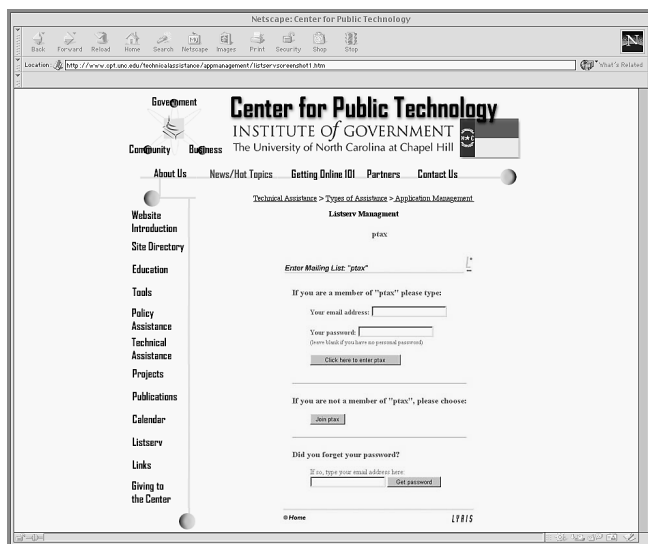 Netscape: Center for Public Technology
Back Forward Reload Home Search Netscape Images Print Security Shop Stop
N
Location: http://www.cpt.unc.edu/technicalassistance/appmanagement/listservscreenshot1.htm What's Related
Government
Community Business
Center for Public Technology
INSTITUTE of GOVERNMENT
The University of North Carolina at Chapel Hill
About Us News/Hot Topics Getting Online 101 Partners Contact Us
Technical Assistance > Types of Assistance > Application Management
Listserv Managment
ptax
Website
Introduction
Site Directory
Education
Tools
Policy
Assistance
Technical
Assistance
Projects
Publications
Calendar
Listserv
Links
Giving to
the Center
Enter Mailing List: "ptax"
If you are a member of "ptax" please type:
Your email address:
Your password:
(leave blank if you have no personal password)
Click here to enter ptax
If you are not a member of "ptax", please choose:
Join ptax
Did you forget your password?
If so, type your email address here:
Get password
Home
LYRIS